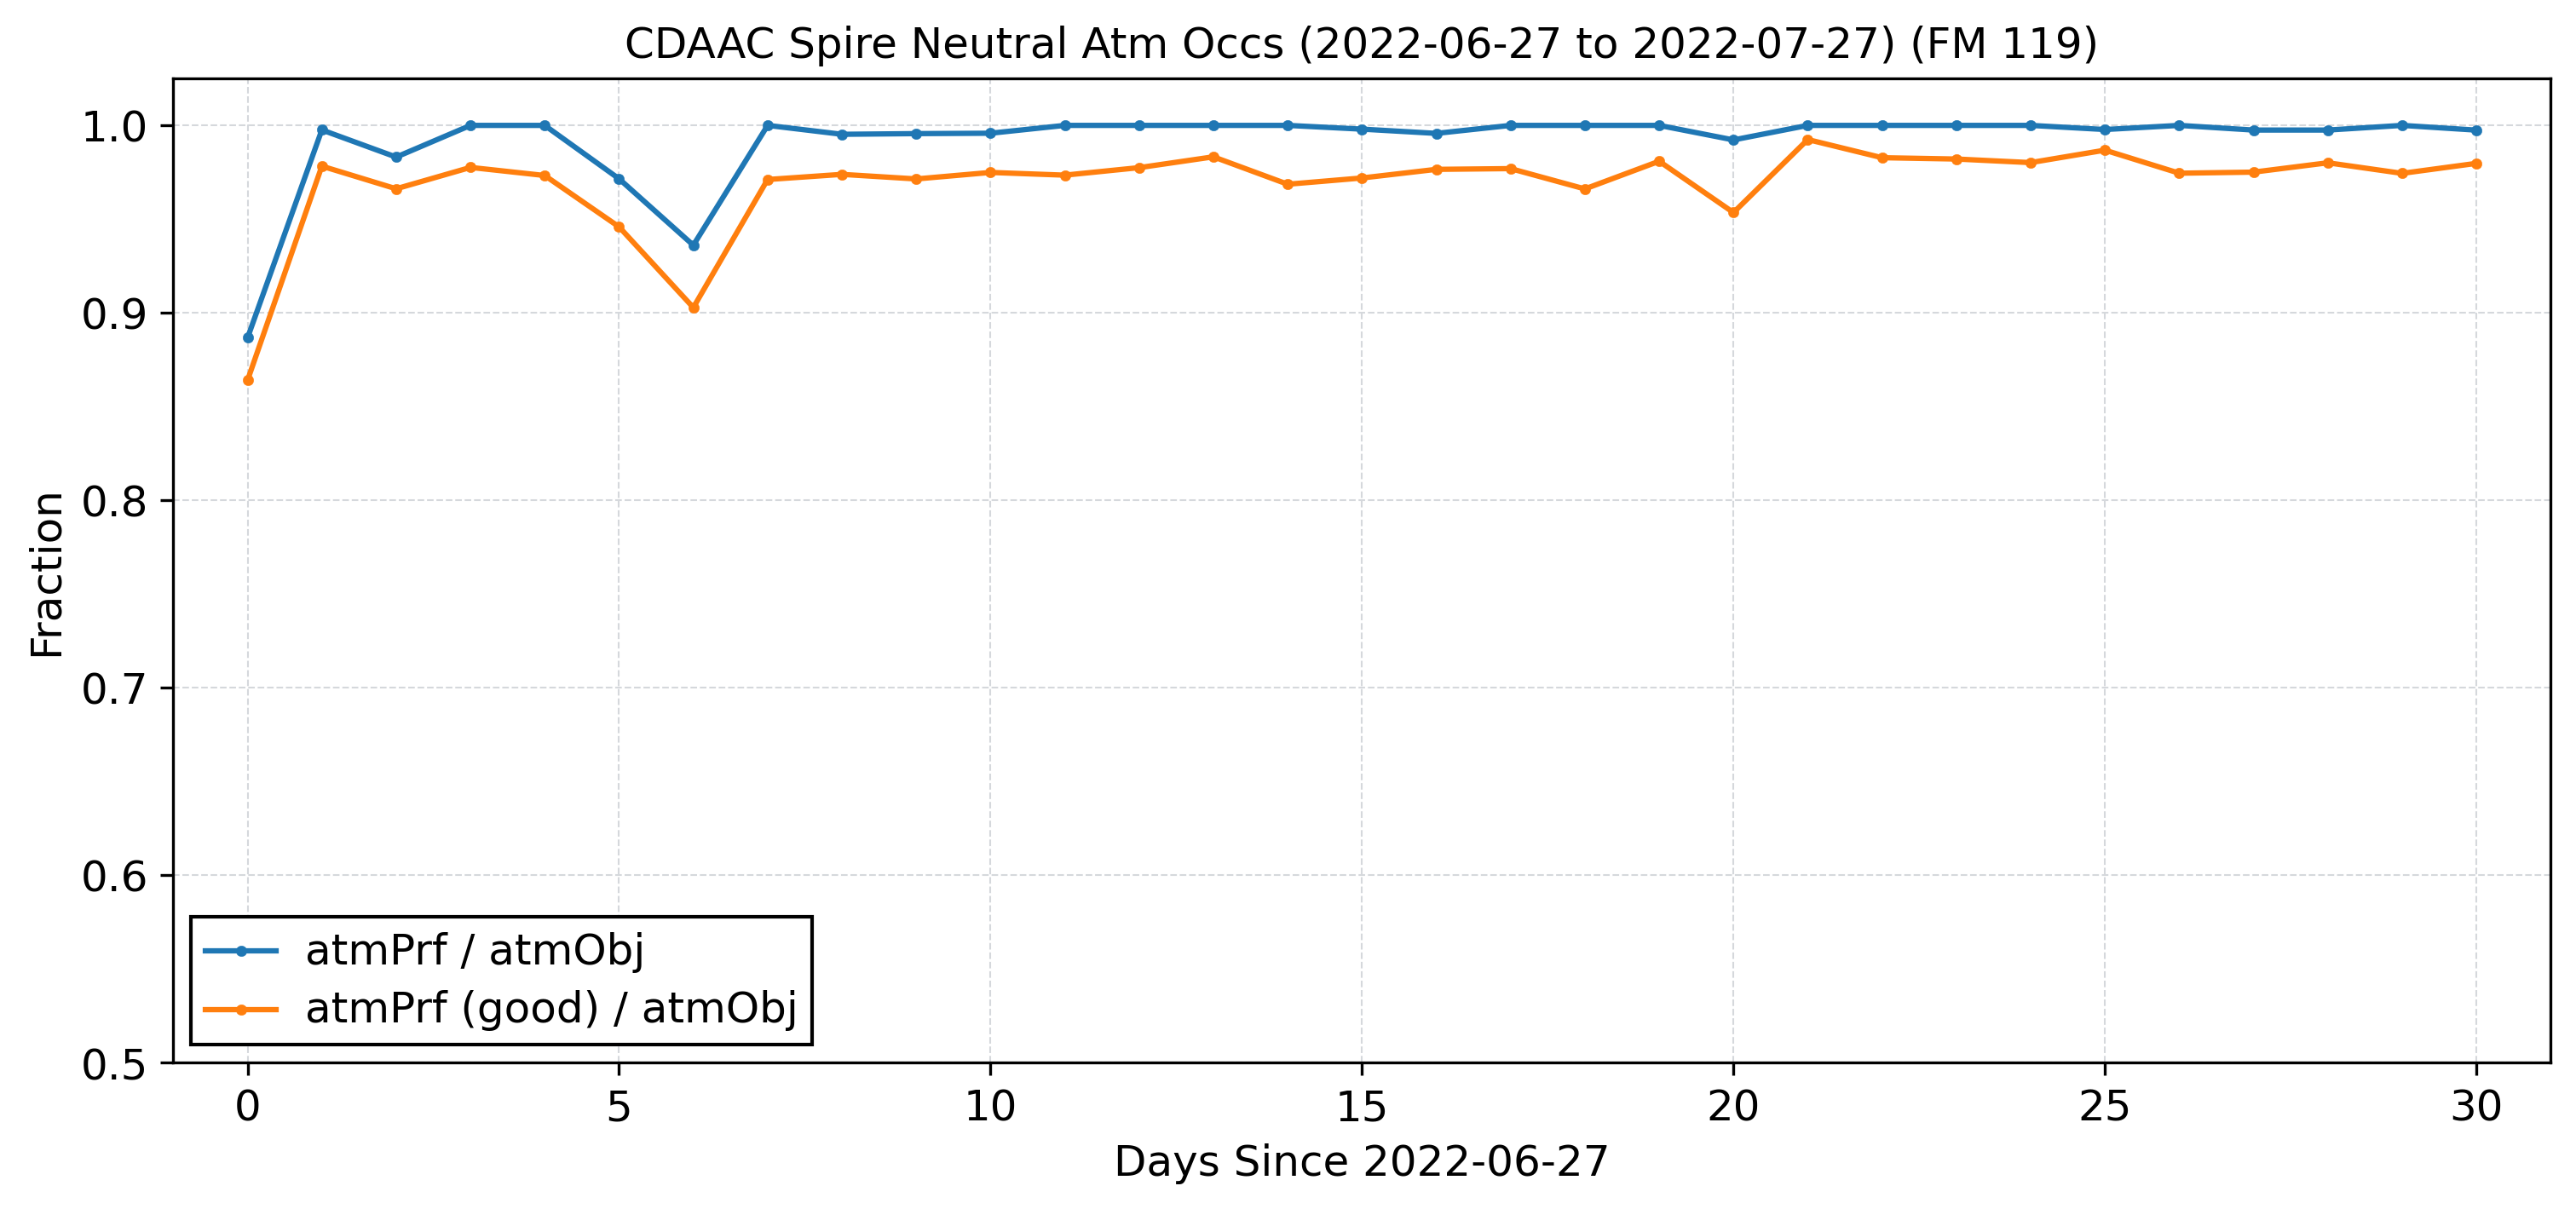 CDAAC Spire Neutral Atm Occs (2022-06-27 to 2022-07-27) (FM 119)
1.0
0.9
0.8
0.7
0.6
0.5
Fraction
atmPrf / atmObj
atmPrf (good) / atmObj
0 5 10 15 20 25 30
Days Since 2022-06-27